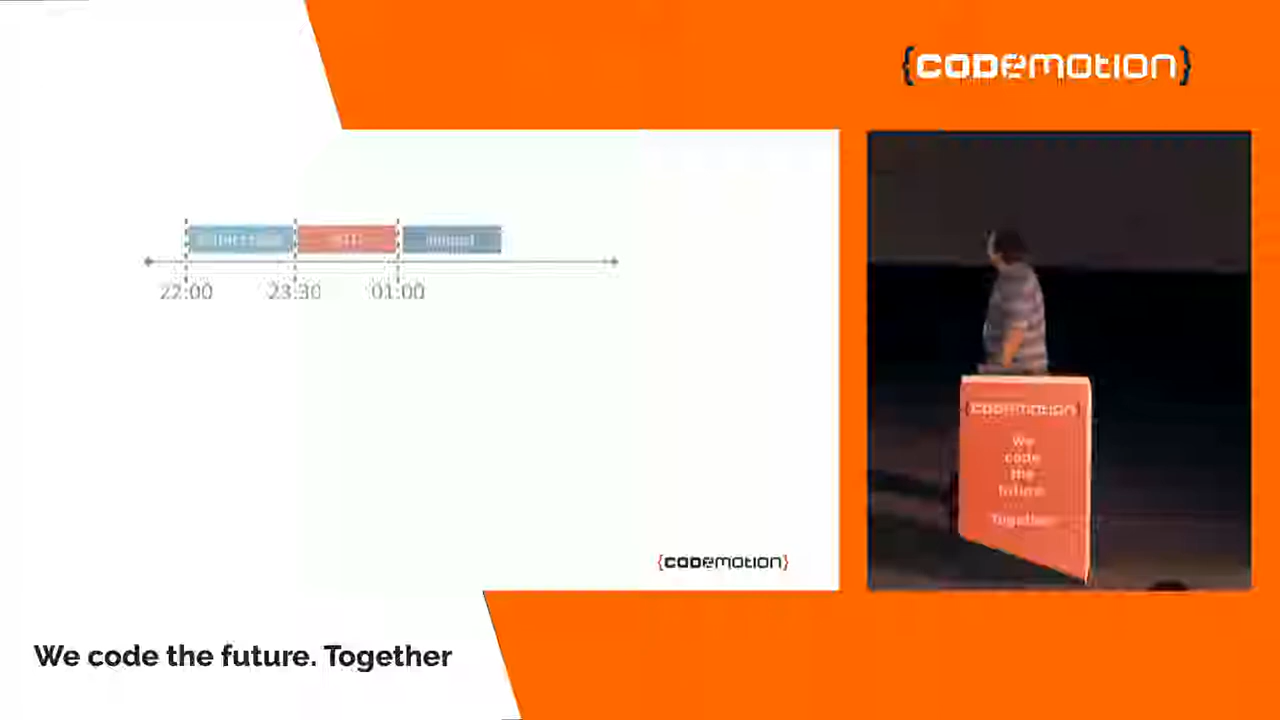 {codemotion}
22:00
23:30
01:00
{codemotion}
We
code
the
future
Together
{codemotion}
We code the future. Together